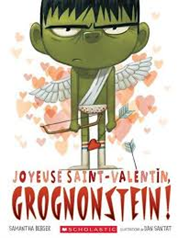 JOYEUSE SAINT-VALENTIN,
GROGNONSTEIN!
SAMANTHA BERGER
SCHOLASTIC
ILLUSTRATIONS DE DAN SANTAT